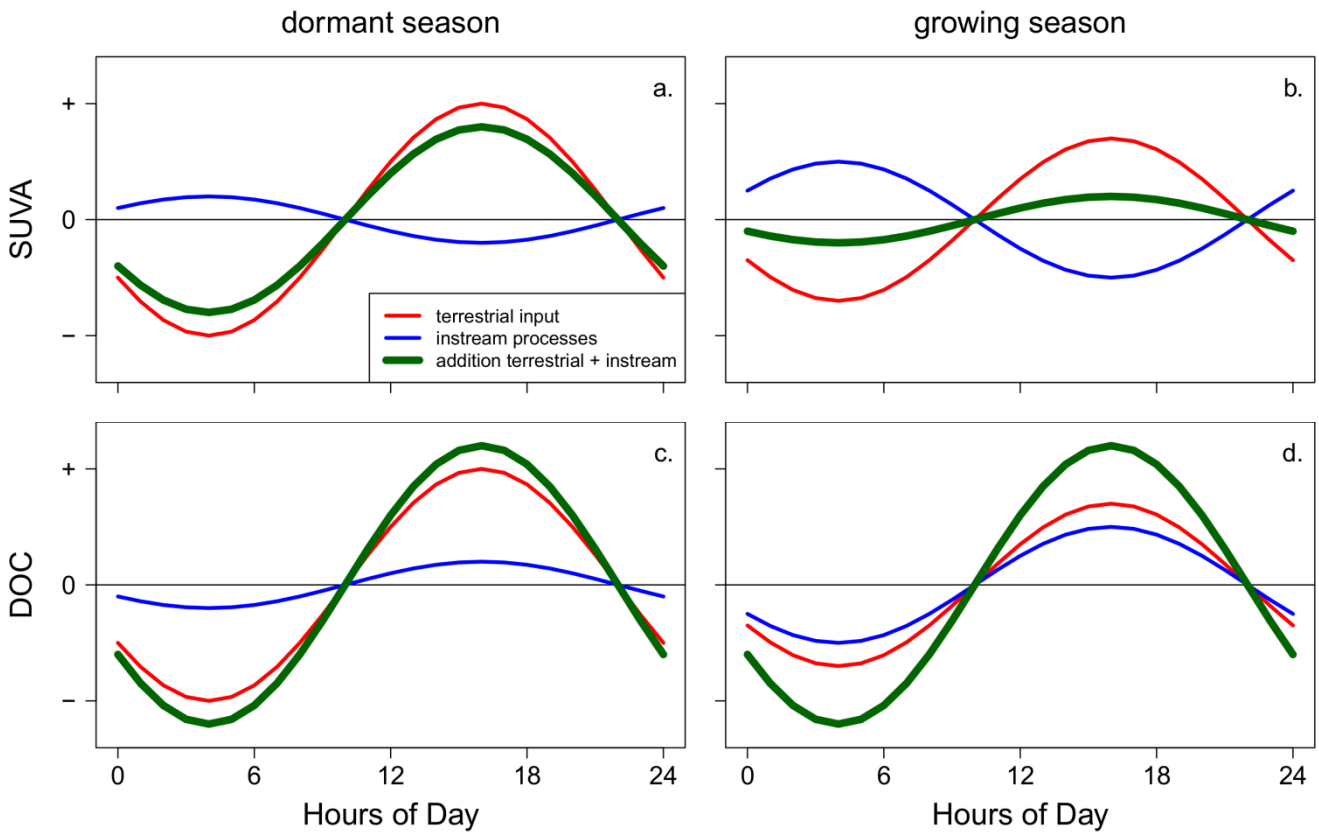 dormant season
growing season
a.
b.
+
0
−
SUVA
terrestrial input
instream processes
addition terrestrial + instream
c.
d.
+
0
−
DOC
0 6 12 18 24
0 6 12 18 24
Hours of Day
Hours of Day